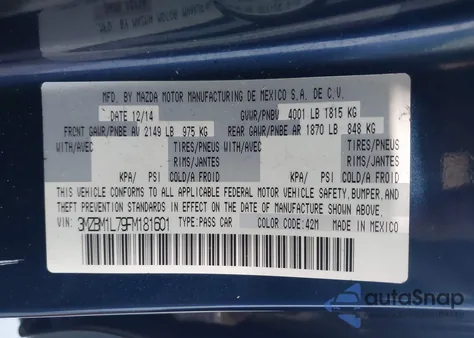 MFD. BY MAZDA MOTOR MANUFACTURING DE MEXICO S.A. DE C.V.
DATE 12/14 GVWR/PNBV 4001 LB 1815 KG
FRONT GAWR/PNBE AV 2149 LB 975 KG REAR GAWR/PNBE AR 1870 LB 848 KG
WITH/AVEC TIRES/PNEUS WITH/AVEC TIRES/PNEUS
RIMS/JANTES RIMS/JANTES
KPA/ PSI COLD/A FROID KPA/ PSI COLD/A FROID
THIS VEHICLE CONFORMS TO ALL APPLICABLE FEDERAL MOTOR VEHICLE SAFETY, BUMPER, AND
THEFT PREVENTION STANDARDS IN EFFECT ON THE DATE OF MANUFACTURE SHOWN ABOVE.
VIN: 3MZBM1L79FM181601 TYPE: PASS CAR COLOR CODE: 42M MADE IN MEXICO
autoSnap